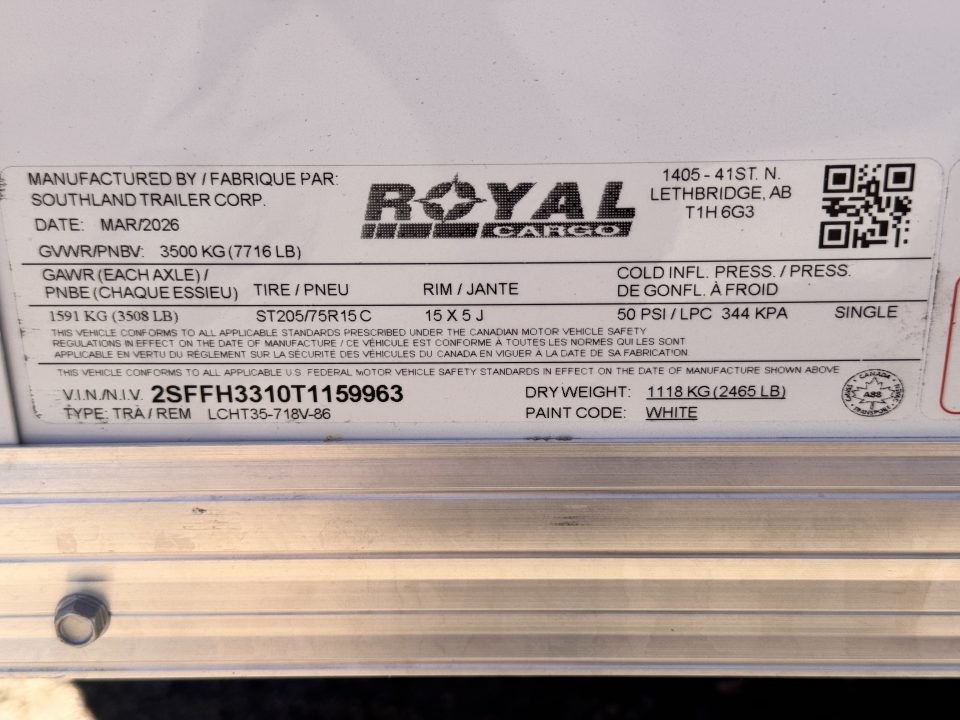 MANUFACTURED BY / FABRIQUE PAR:
SOUTHLAND TRAILER CORP.
DATE: MAR/2026
GVWR/PNBV: 3500 KG (7716 LB)
ROYAL
CARGO
1405 - 41ST. N.
LETHBRIDGE, AB
T1H 6G3
GAWR (EACH AXLE) /
PNBE (CHAQUE ESSIEU) TIRE / PNEU RIM / JANTE COLD INFL. PRESS. / PRESS.
DE GONFL. À FROID
1591 KG (3508 LB) ST205/75R15 C 15 X 5 J 50 PSI / LPC 344 KPA SINGLE
THIS VEHICLE CONFORMS TO ALL APPLICABLE STANDARDS PRESCRIBED UNDER THE CANADIAN MOTOR VEHICLE SAFETY
REGULATIONS IN EFFECT ON THE DATE OF MANUFACTURE / CE VÉHICULE EST CONFORME À TOUTES LES NORMES QUI LES SONT
APPLICABLE EN VERTU DU RÉGLEMENT SUR LA SÉCURITÉ DES VÉHICULES DU CANADA EN VIGUER À LA DATE DE SA FABRICATION.
THIS VEHICLE CONFORMS TO ALL APPLICABLE U.S. FEDERAL MOTOR VEHICLE SAFETY STANDARDS IN EFFECT ON THE DATE OF MANUFACTURE SHOWN ABOVE
V.I.N./N.I.V. 2SFFH3310T1159963 DRY WEIGHT: 1118 KG (2465 LB)
TYPE: TRA / REM LCHT35-718V-86 PAINT CODE: WHITE
CANADA
A88
TRANSPORT